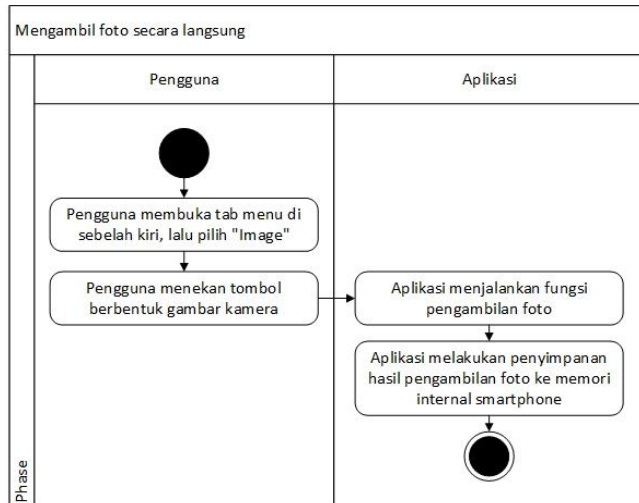 Mengambil foto secara langsung
Pengguna
Aplikasi
Pengguna membuka tab menu di
sebelah kiri, lalu pilih "Image"
Pengguna menekan tombol
berbentuk gambar kamera
Aplikasi menjalankan fungsi
pengambilan foto
Aplikasi melakukan penyimpanan
hasil pengambilan foto ke memori
internal smartphone
Phase